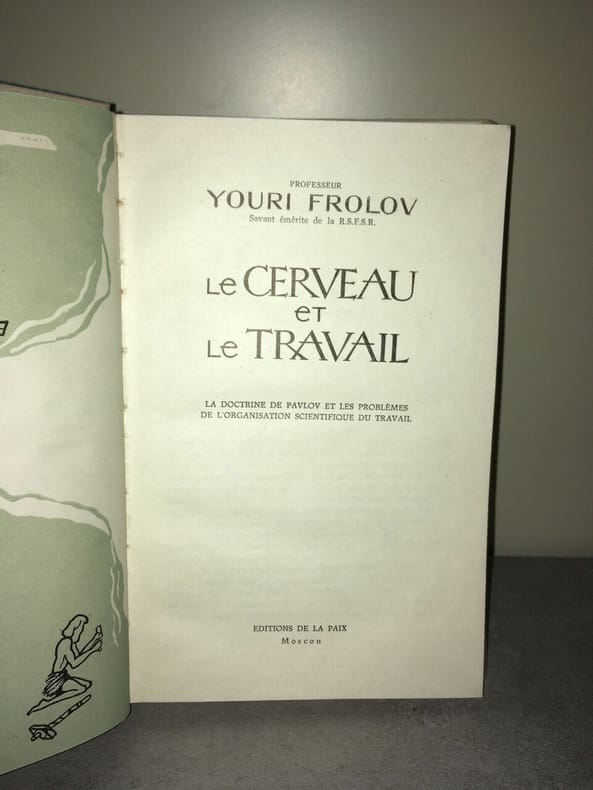 PROFESSEUR
YOURI FROLOV
Savant émérite de la R.S.F.S.R.
Le CERVEAU
eT
Le TRAVAIL
LA DOCTRINE DE PAVLOV ET LES PROBLÈMES
DE L'ORGANISATION SCIENTIFIQUE DU TRAVAIL
EDITIONS DE LA PAIX
Moscou